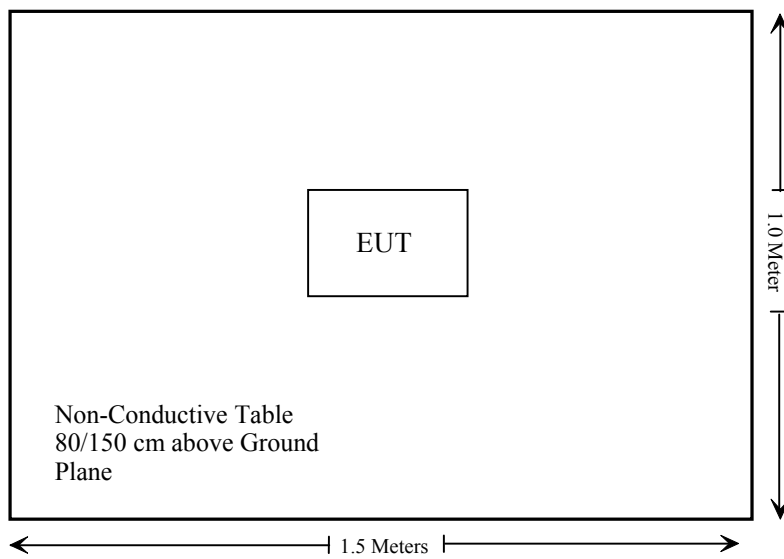 EUT
1.0 Meter
Non-Conductive Table
80/150 cm above Ground
Plane
1.5 Meters